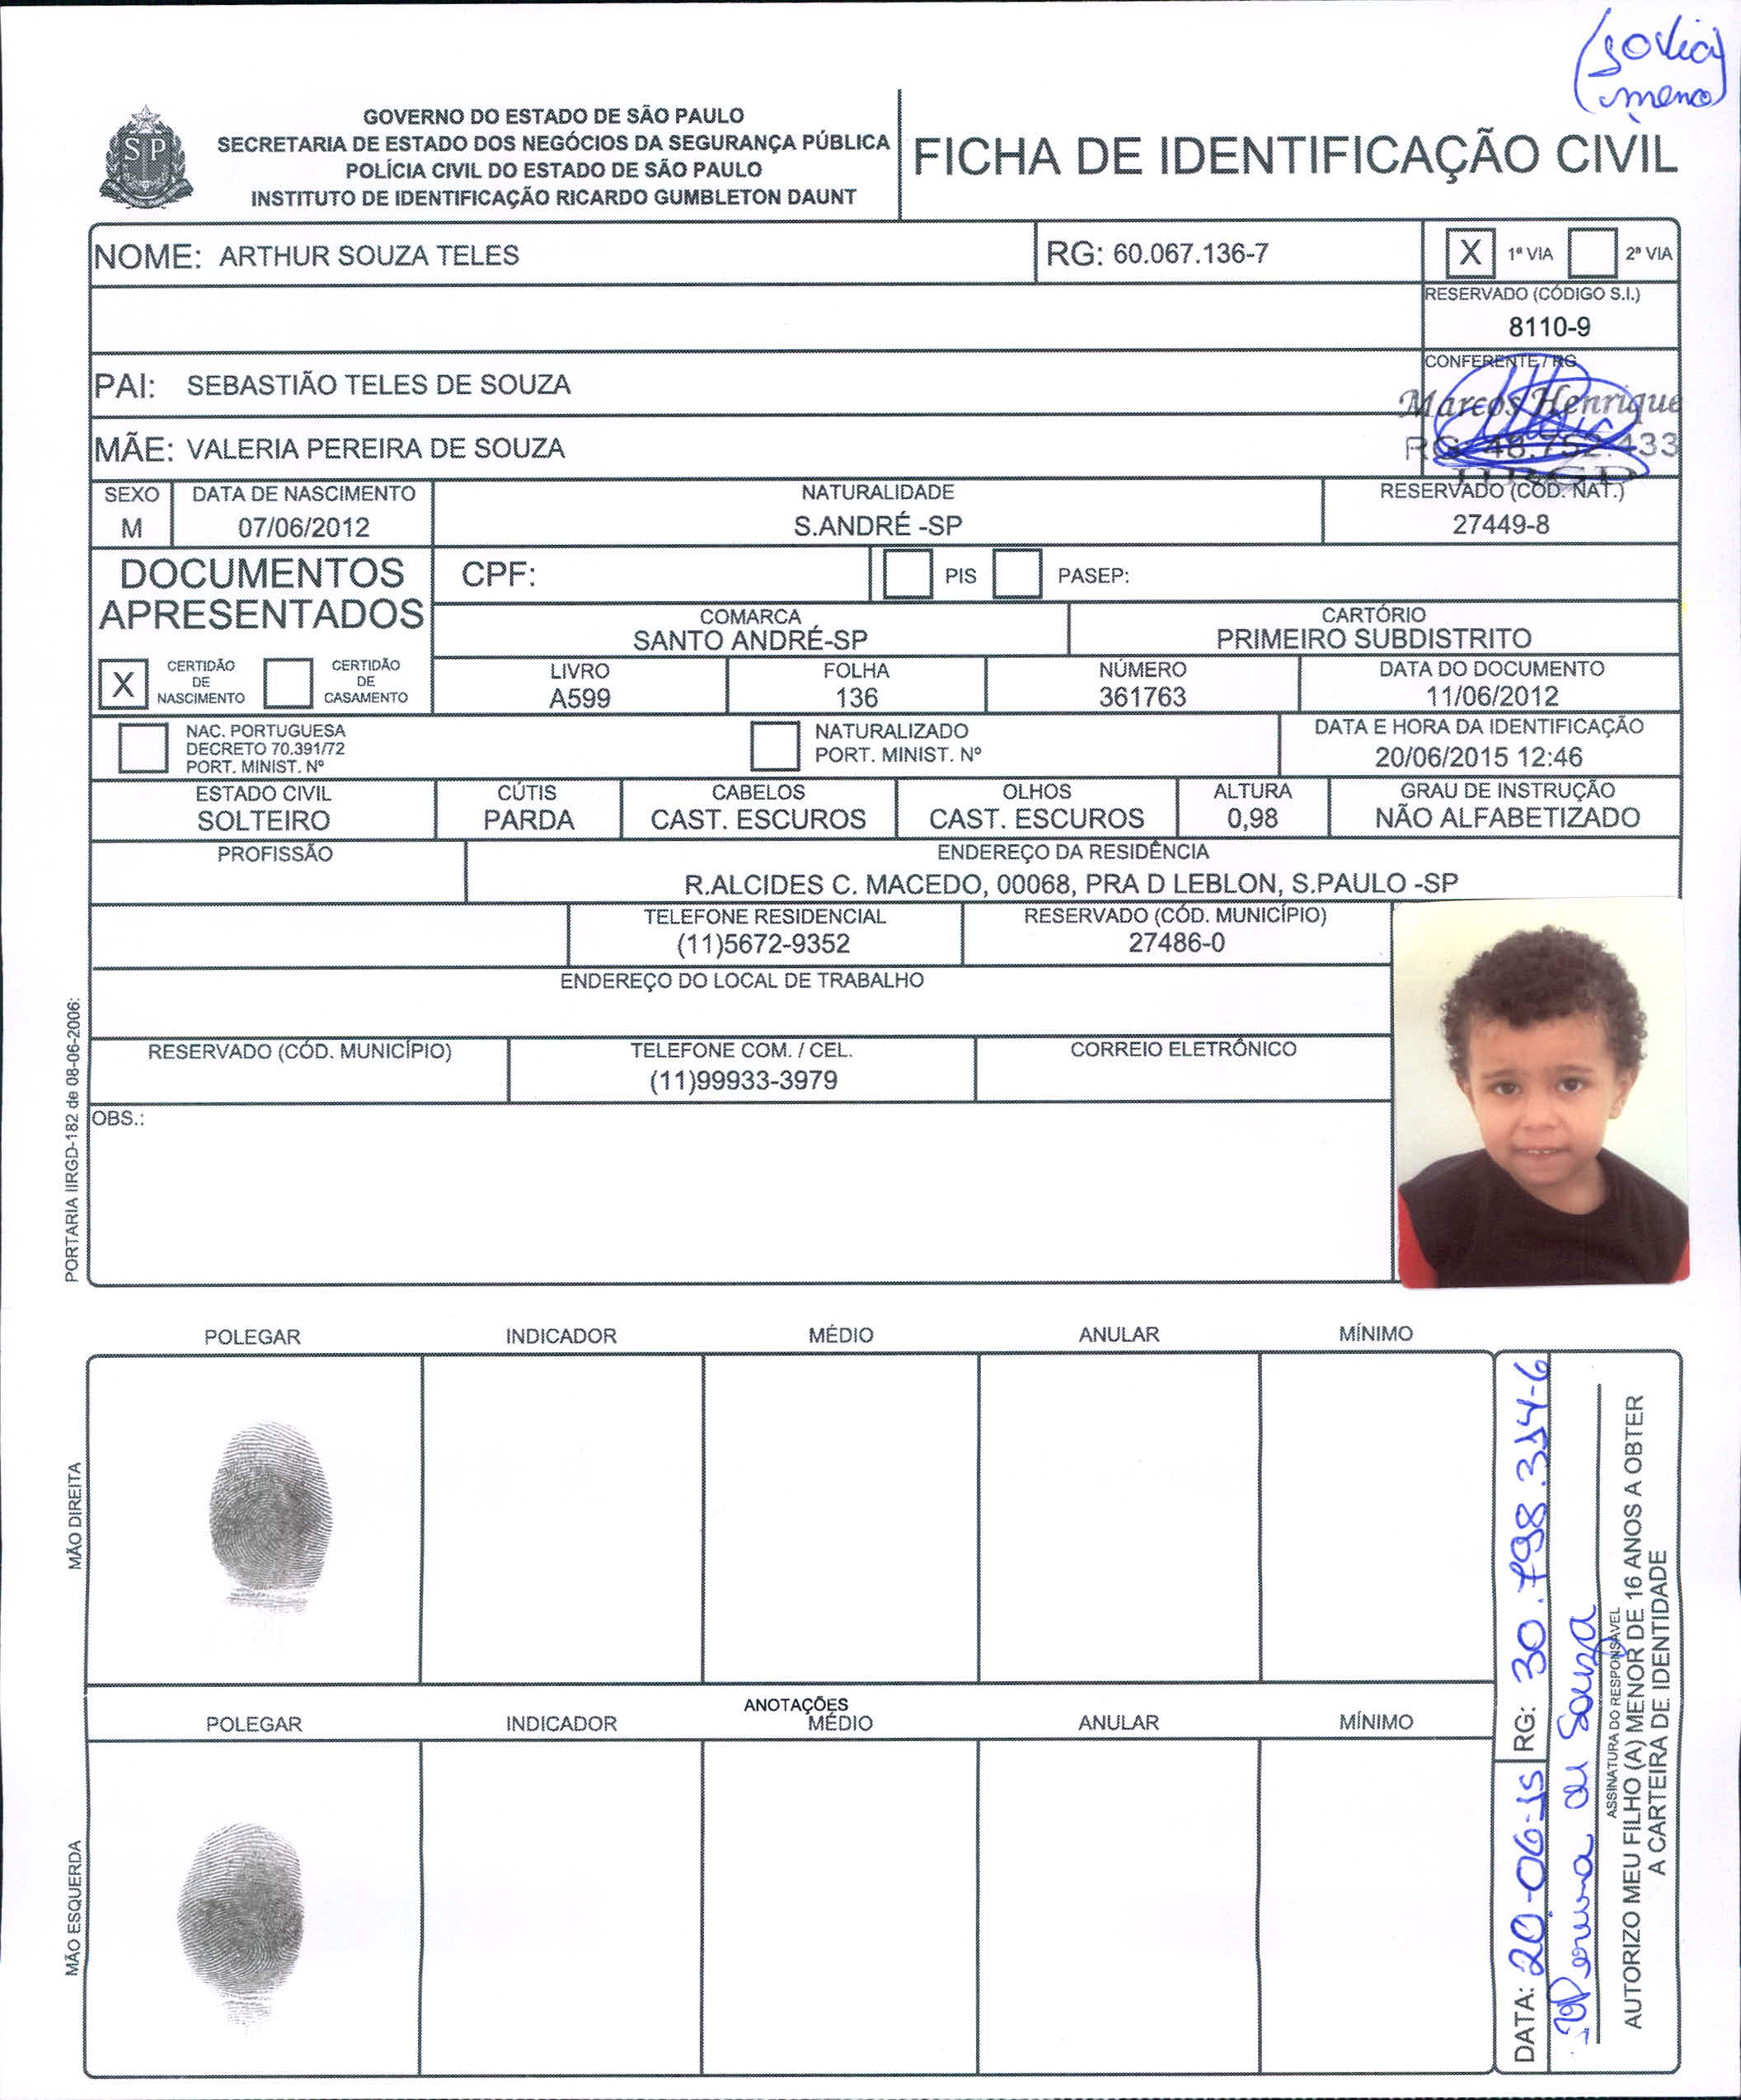 GOVERNO DO ESTADO DE SÃO PAULO
SECRETARIA DE ESTADO DOS NEGÓCIOS DA SEGURANÇA PÚBLICA
POLÍCIA CIVIL DO ESTADO DE SÃO PAULO
INSTITUTO DE IDENTIFICAÇÃO RICARDO GUMBLETON DAUNT
SP
FICHA DE IDENTIFICAÇÃO CIVIL
NOME: ARTHUR SOUZA TELES RG: 60.067.136-7 X 1ª VIA 2ª VIA
RESERVADO (CÓDIGO S.I.)
8110-9
PAI: SEBASTIÃO TELES DE SOUZA
CONFERENTE / RG
Marcos Henrique
RG: 48.752.433
MÃE: VALERIA PEREIRA DE SOUZA
SEXO DATA DE NASCIMENTO NATURALIDADE RESERVADO (CÓD. NAT.)
M 07/06/2012 S.ANDRÉ -SP 27449-8
DOCUMENTOS APRESENTADOS
CPF: PIS PASEP:
COMARCA CARTÓRIO
SANTO ANDRÉ-SP PRIMEIRO SUBDISTRITO
X CERTIDÃO DE NASCIMENTO CERTIDÃO DE CASAMENTO
LIVRO FOLHA NÚMERO DATA DO DOCUMENTO
A599 136 361763 11/06/2012
NAC. PORTUGUESA
DECRETO 70.391/72
PORT. MINIST. Nº
NATURALIZADO
PORT. MINIST. Nº
DATA E HORA DA IDENTIFICAÇÃO
20/06/2015 12:46
ESTADO CIVIL CÚTIS CABELOS OLHOS ALTURA GRAU DE INSTRUÇÃO
SOLTEIRO PARDA CAST. ESCUROS CAST. ESCUROS 0,98 NÃO ALFABETIZADO
PROFISSÃO ENDEREÇO DA RESIDÊNCIA
R.ALCIDES C. MACEDO, 00068, PRA D LEBLON, S.PAULO -SP
TELEFONE RESIDENCIAL RESERVADO (CÓD. MUNICÍPIO)
(11)5672-9352 27486-0
ENDEREÇO DO LOCAL DE TRABALHO
RESERVADO (CÓD. MUNICÍPIO) TELEFONE COM. / CEL. CORREIO ELETRÔNICO
(11)99933-3979
OBS.:
PORTARIA IIRGD-182 de 08-06-2006:
POLEGAR INDICADOR MÉDIO ANULAR MÍNIMO
MÃO DIREITA
ANOTAÇÕES
POLEGAR INDICADOR MÉDIO ANULAR MÍNIMO
MÃO ESQUERDA
DATA: 20-06-15 RG: 30.798.314-6
Pereira de Souza
ASSINATURA DO RESPONSÁVEL
AUTORIZO MEU FILHO (A) MENOR DE 16 ANOS A OBTER
A CARTEIRA DE IDENTIDADE